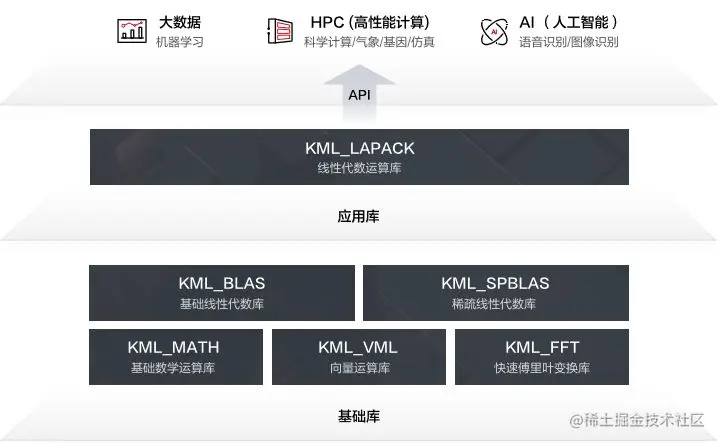 大数据
机器学习
HPC (高性能计算)
科学计算/气象/基因/仿真
AI（人工智能）
AI
语音识别/图像识别
API
KML_LAPACK
线性代数运算库
应用库
KML_BLAS
基础线性代数库
KML_SPBLAS
稀疏线性代数库
KML_MATH
基础数学运算库
KML_VML
向量运算库
KML_FFT
快速傅里叶变换库
基础库
@稀土掘金技术社区